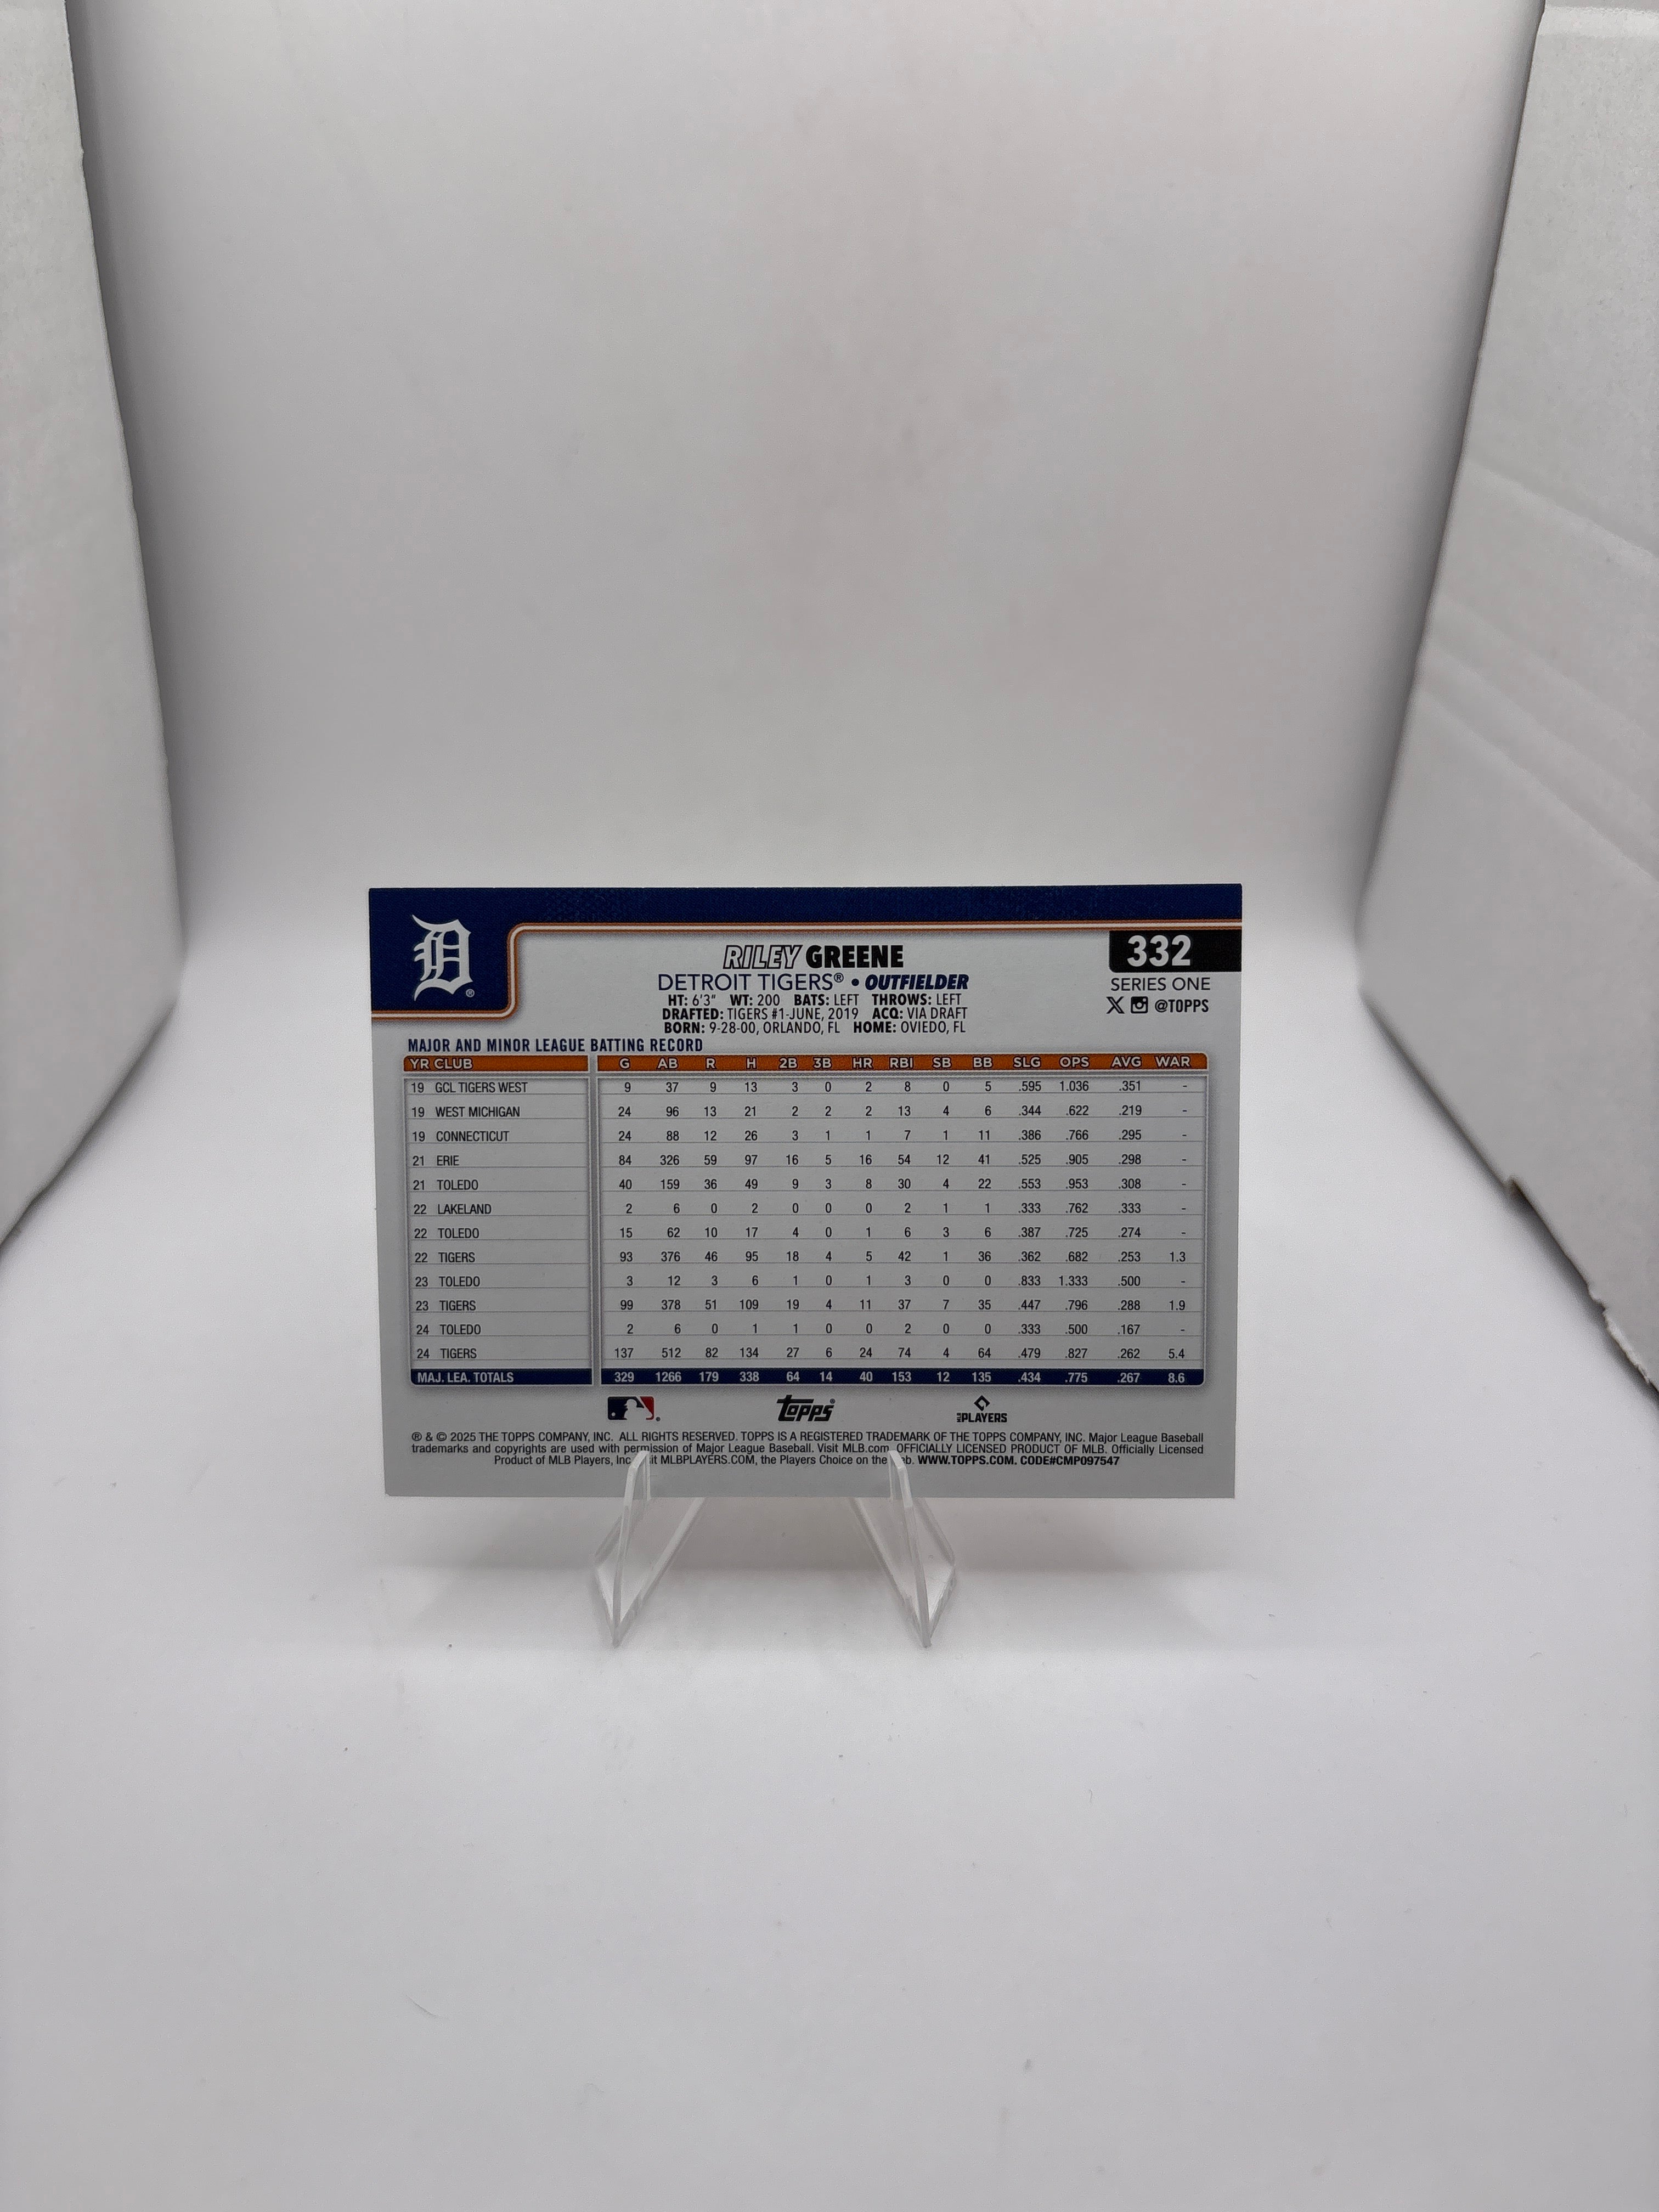 D®
RILEY GREENE
332
DETROIT TIGERS® • OUTFIELDER
SERIES ONE
HT: 6'3" WT: 200 BATS: LEFT THROWS: LEFT
X @TOPPS
DRAFTED: TIGERS #1-JUNE, 2019 ACQ: VIA DRAFT
BORN: 9-28-00, ORLANDO, FL HOME: OVIEDO, FL
MAJOR AND MINOR LEAGUE BATTING RECORD
YR CLUB G AB R H 2B 3B HR RBI SB BB SLG OPS AVG WAR
19 GCL TIGERS WEST 9 37 9 13 3 0 2 8 0 5 .595 1.036 .351 -
19 WEST MICHIGAN 24 96 13 21 2 2 2 13 4 6 .344 .622 .219 -
19 CONNECTICUT 24 88 12 26 3 1 1 7 1 11 .386 .766 .295 -
21 ERIE 84 326 59 97 16 5 16 54 12 41 .525 .905 .298 -
21 TOLEDO 40 159 36 49 9 3 8 30 4 22 .553 .953 .308 -
22 LAKELAND 2 6 0 2 0 0 0 2 1 1 .333 .762 .333 -
22 TOLEDO 15 62 10 17 4 0 1 6 3 6 .387 .725 .274 -
22 TIGERS 93 376 46 95 18 4 5 42 1 36 .362 .682 .253 1.3
23 TOLEDO 3 12 3 6 1 0 1 3 0 0 .833 1.333 .500 -
23 TIGERS 99 378 51 109 19 4 11 37 7 35 .447 .796 .288 1.9
24 TOLEDO 2 6 0 1 1 0 0 2 0 0 .333 .500 .167 -
24 TIGERS 137 512 82 134 27 6 24 74 4 64 .479 .827 .262 5.4
MAJ. LEA. TOTALS 329 1266 179 338 64 14 40 153 12 135 .434 .775 .267 8.6
topps®
PLAYERS
® & © 2025 THE TOPPS COMPANY, INC. ALL RIGHTS RESERVED. TOPPS IS A REGISTERED TRADEMARK OF THE TOPPS COMPANY, INC. Major League Baseball
trademarks and copyrights are used with permission of Major League Baseball. Visit MLB.com. OFFICIALLY LICENSED PRODUCT OF MLB. Officially Licensed
Product of MLB Players, Inc. MLBPLAYERS.COM, the Players Choice on the WWW.TOPPS.COM. CODE#CMP097547